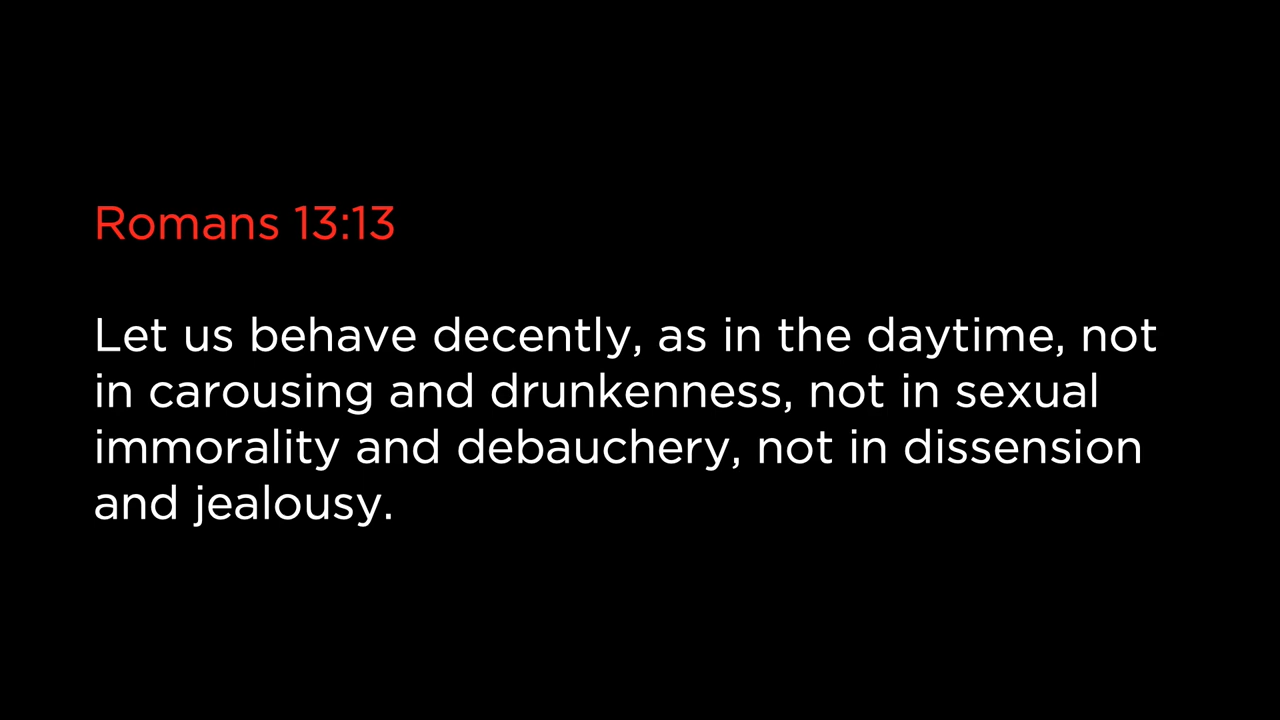 Romans 13:13
Let us behave decently, as in the daytime, not
in carousing and drunkenness, not in sexual
immorality and debauchery, not in dissension
and jealousy.